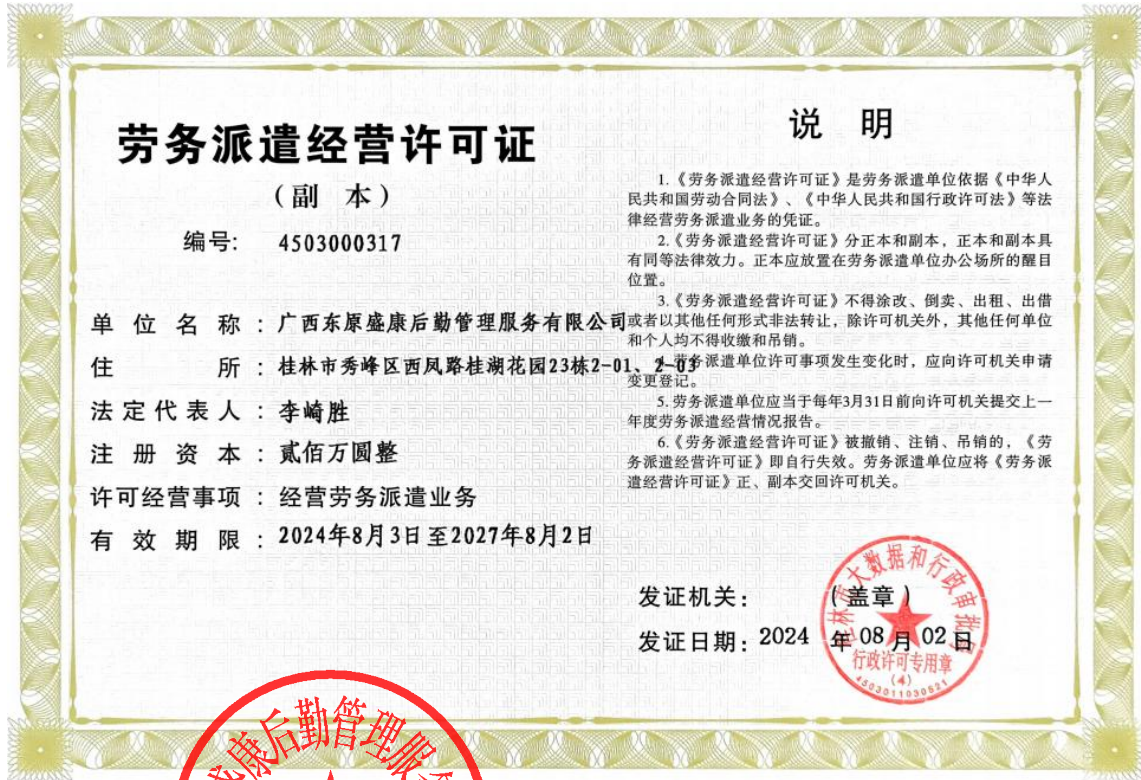 劳务派遣经营许可证
(副 本)
编号: 4503000317
单位名称: 广西东原盛康后勤管理服务有限公司
住 所: 桂林市秀峰区西凤路桂湖花园23栋2-01、2-03
法定代表人: 李崎胜
注册资本: 贰佰万圆整
许可经营事项: 经营劳务派遣业务
有效期限: 2024年8月3日至2027年8月2日
说 明
1.《劳务派遣经营许可证》是劳务派遣单位依据《中华人
民共和国劳动合同法》、《中华人民共和国行政许可法》等法
律经营劳务派遣业务的凭证。
2.《劳务派遣经营许可证》分正本和副本，正本和副本具
有同等法律效力。正本应放置在劳务派遣单位办公场所的醒目
位置。
3.《劳务派遣经营许可证》不得涂改、倒卖、出租、出借
或者以其他任何形式非法转让，除许可机关外，其他任何单位
和个人均不得收缴和吊销。
4.劳务派遣单位许可事项发生变化时，应向许可机关申请
变更登记。
5.劳务派遣单位应当于每年3月31日前向许可机关提交上一
年度劳务派遣经营情况报告。
6.《劳务派遣经营许可证》被撤销、注销、吊销的，《劳
务派遣经营许可证》即自行失效。劳务派遣单位应将《劳务派
遣经营许可证》正、副本交回许可机关。
发证机关: (盖章)
发证日期: 2024 年 08 月 02 日
桂林市大数据和行政审批局
行政许可专用章
(4)
4503011030521
康后勤管理服